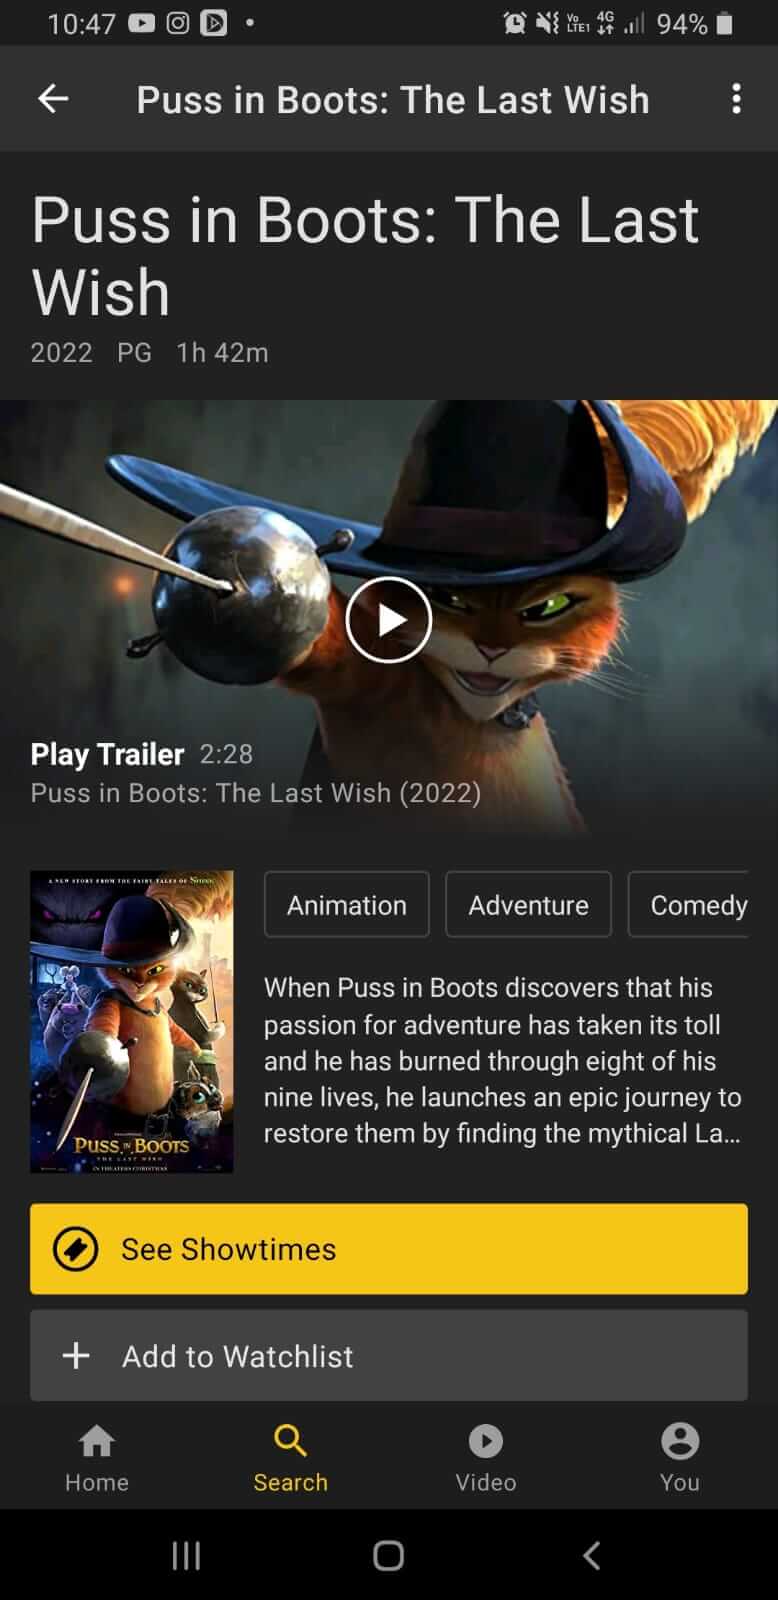 10:47 94%
Puss in Boots: The Last Wish
Puss in Boots: The Last
Wish
2022 PG 1h 42m
Play Trailer 2:28
Puss in Boots: The Last Wish (2022)
A NEW STORY FROM THE FAIRY TALES OF SHREK
PUSS IN BOOTS
THE LAST WISH
IN THEATERS CHRISTMAS
Animation
Adventure
Comedy
When Puss in Boots discovers that his
passion for adventure has taken its toll
and he has burned through eight of his
nine lives, he launches an epic journey to
restore them by finding the mythical La...
See Showtimes
Add to Watchlist
Home Search Video You